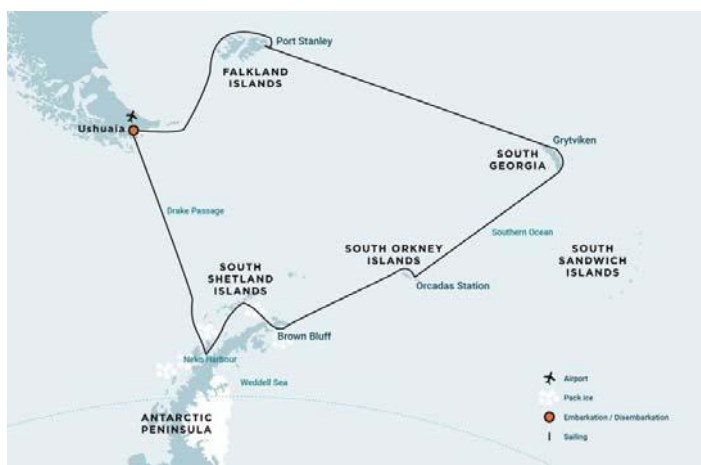 Port Stanley
FALKLAND
ISLANDS
Ushuaia
Grytviken
SOUTH
GEORGIA
Drake Passage
Southern Ocean
SOUTH ORKNEY
ISLANDS
SOUTH
SANDWICH
ISLANDS
SOUTH
SHETLAND
ISLANDS
Orcadas Station
Brown Bluff
Neko Harbour
Weddell Sea
ANTARCTIC
PENINSULA
Airport
Pack ice
Embarkation / Disembarkation
Sailing